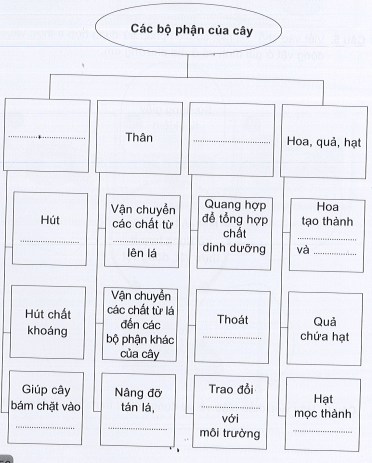 Các bộ phận của cây
....................
Thân
....................
Hoa, quả, hạt
Hút
....................
Vận chuyển
các chất từ
....................
lên lá
Quang hợp
để tổng hợp
chất
dinh dưỡng
Hoa
tạo thành
....................
và ............
Hút chất
khoáng
Vận chuyển
các chất từ lá
đến các
bộ phận khác
của cây
Thoát
....................
Quả
chứa hạt
Giúp cây
bám chặt vào
....................
Nâng đỡ
tán lá,
....................
Trao đổi
....................
với
môi trường
Hạt
mọc thành
....................